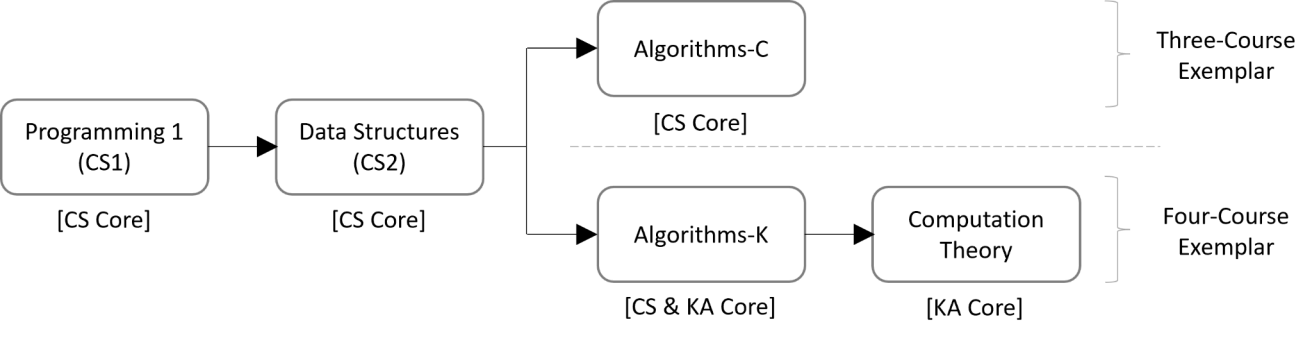 Programming 1
(CS1)
[CS Core]
Data Structures
(CS2)
[CS Core]
Algorithms-C
[CS Core]
Three-Course
Exemplar
Algorithms-K
[CS & KA Core]
Computation
Theory
[KA Core]
Four-Course
Exemplar